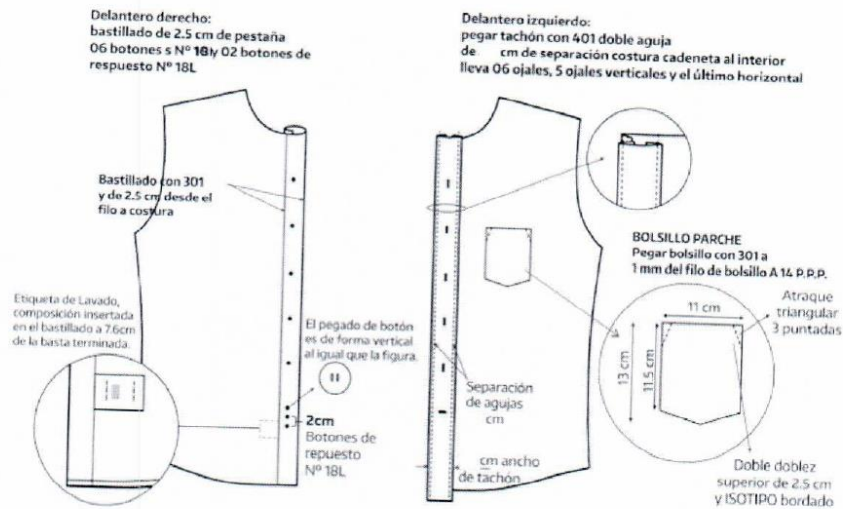 Delantero derecho:
bastillado de 2.5 cm de pestaña
06 botones s Nº 18ly 02 botones de
respuesto Nº 18L
Bastillado con 301
y de 2.5 cm desde el
filo a costura
Etiqueta de Lavado,
composición insertada
en el bastillado a 7.6cm
de la basta terminada.
El pegado de botón
es de forma vertical
al igual que la figura.
2cm
Botones de
repuesto
Nº 18L
Delantero izquierdo:
pegar tachón con 401 doble aguja
de cm de separación costura cadeneta al interior
lleva 06 ojales, 5 ojales verticales y el último horizontal
BOLSILLO PARCHE
Pegar bolsillo con 301 a
1 mm del filo de bolsillo A 14 P.P.P.
11 cm
Atraque
triangular
3 puntadas
13 cm
11.5 cm
Separación
de agujas
cm
cm ancho
de tachón
Doble doblez
superior de 2.5 cm
y ISOTIPO bordado